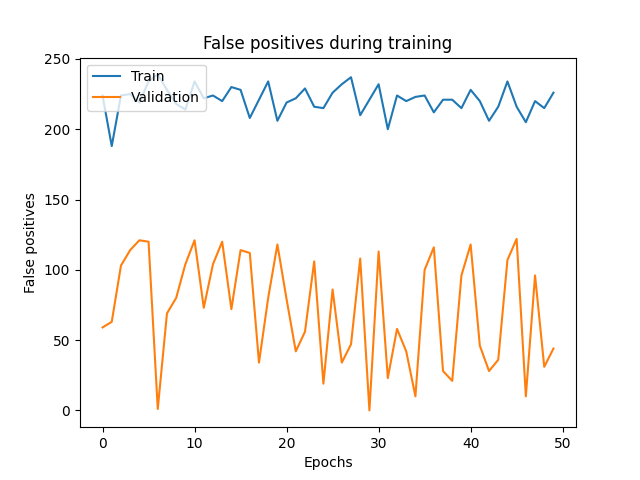 False positives during training
Train
Validation
False positives
250
200
150
100
50
0
0 10 20 30 40 50
Epochs